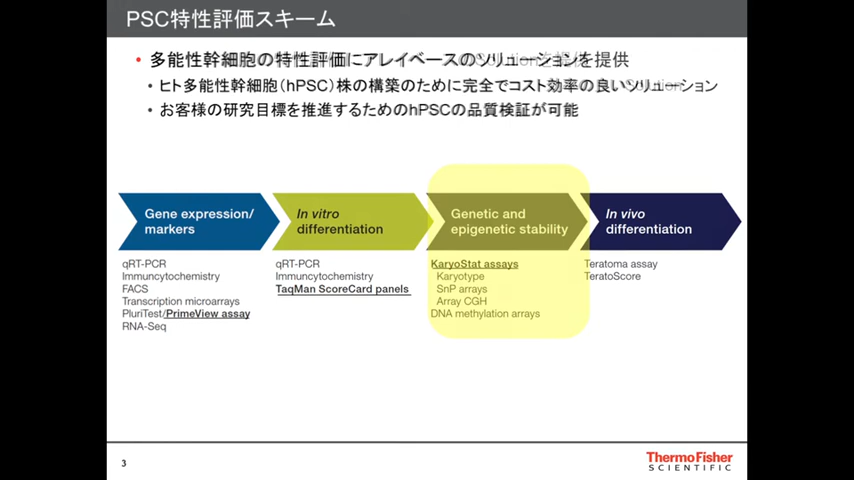 PSC特性評価スキーム
• 多能性幹細胞の特性評価にアレイベースのソリューションを提供
• ヒト多能性幹細胞（hPSC）株の構築のために完全でコスト効率の良いソリューション
• お客様の研究目標を推進するためのhPSCの品質検証が可能
Gene expression/
markers
qRT-PCR
Immuncytochemistry
FACS
Transcription microarrays
PluriTest/PrimeView assay
RNA-Seq
In vitro
differentiation
qRT-PCR
Immuncytochemistry
TaqMan ScoreCard panels
Genetic and
epigenetic stability
KaryoStat assays
Karyotype
SnP arrays
Array CGH
DNA methylation arrays
In vivo
differentiation
Teratoma assay
TeratoScore
3
ThermoFisher
SCIENTIFIC